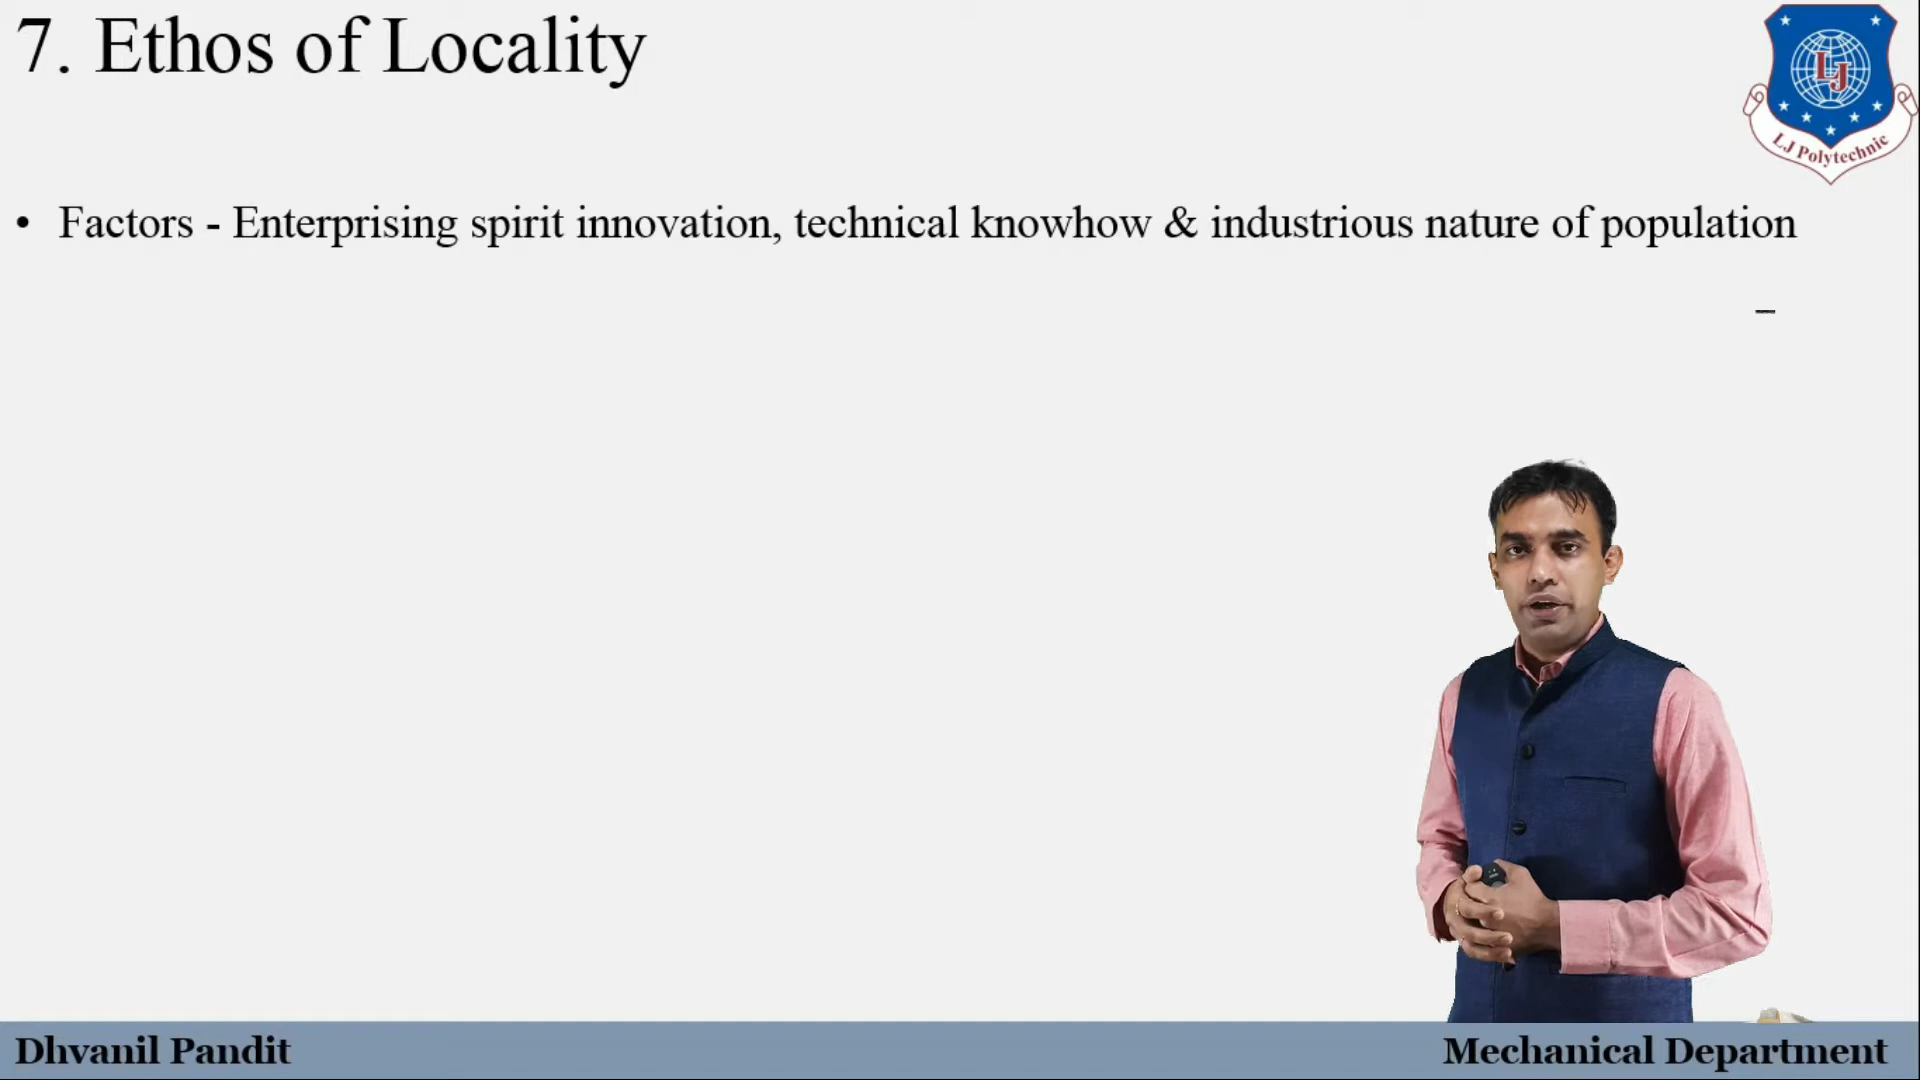 7. Ethos of Locality
LJ
LJ Polytechnic
• Factors - Enterprising spirit innovation, technical knowhow & industrious nature of population
Dhvanil Pandit
Mechanical Department